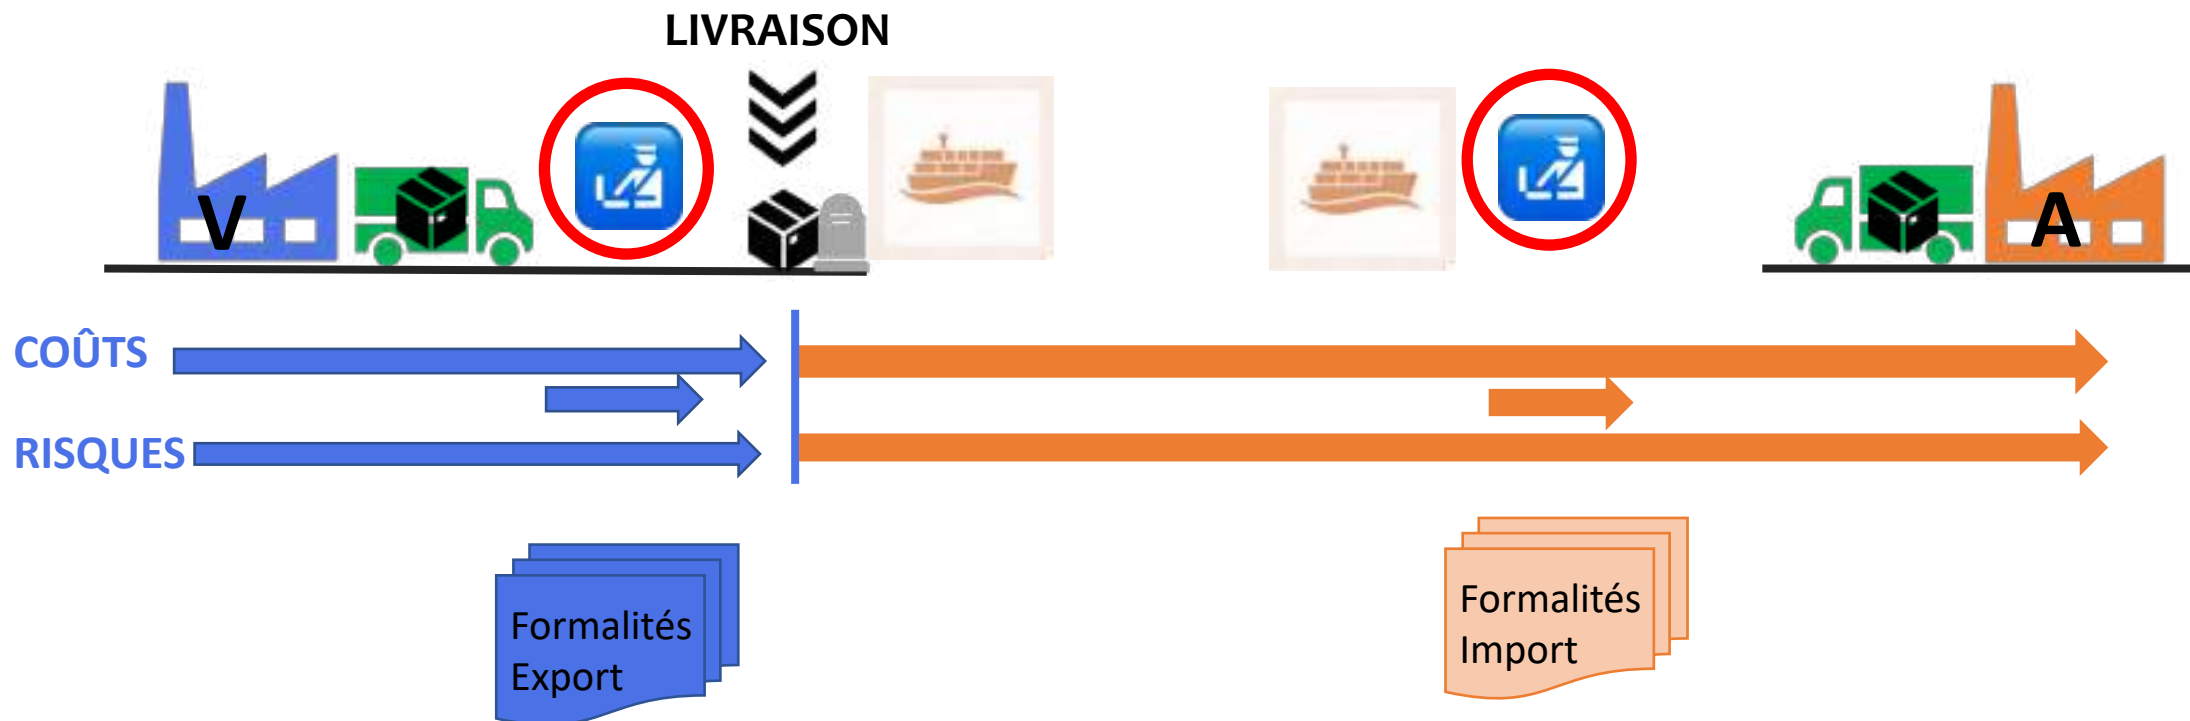 LIVRAISON
V
A
COÛTS
RISQUES
Formalités
Export
Formalités
Import